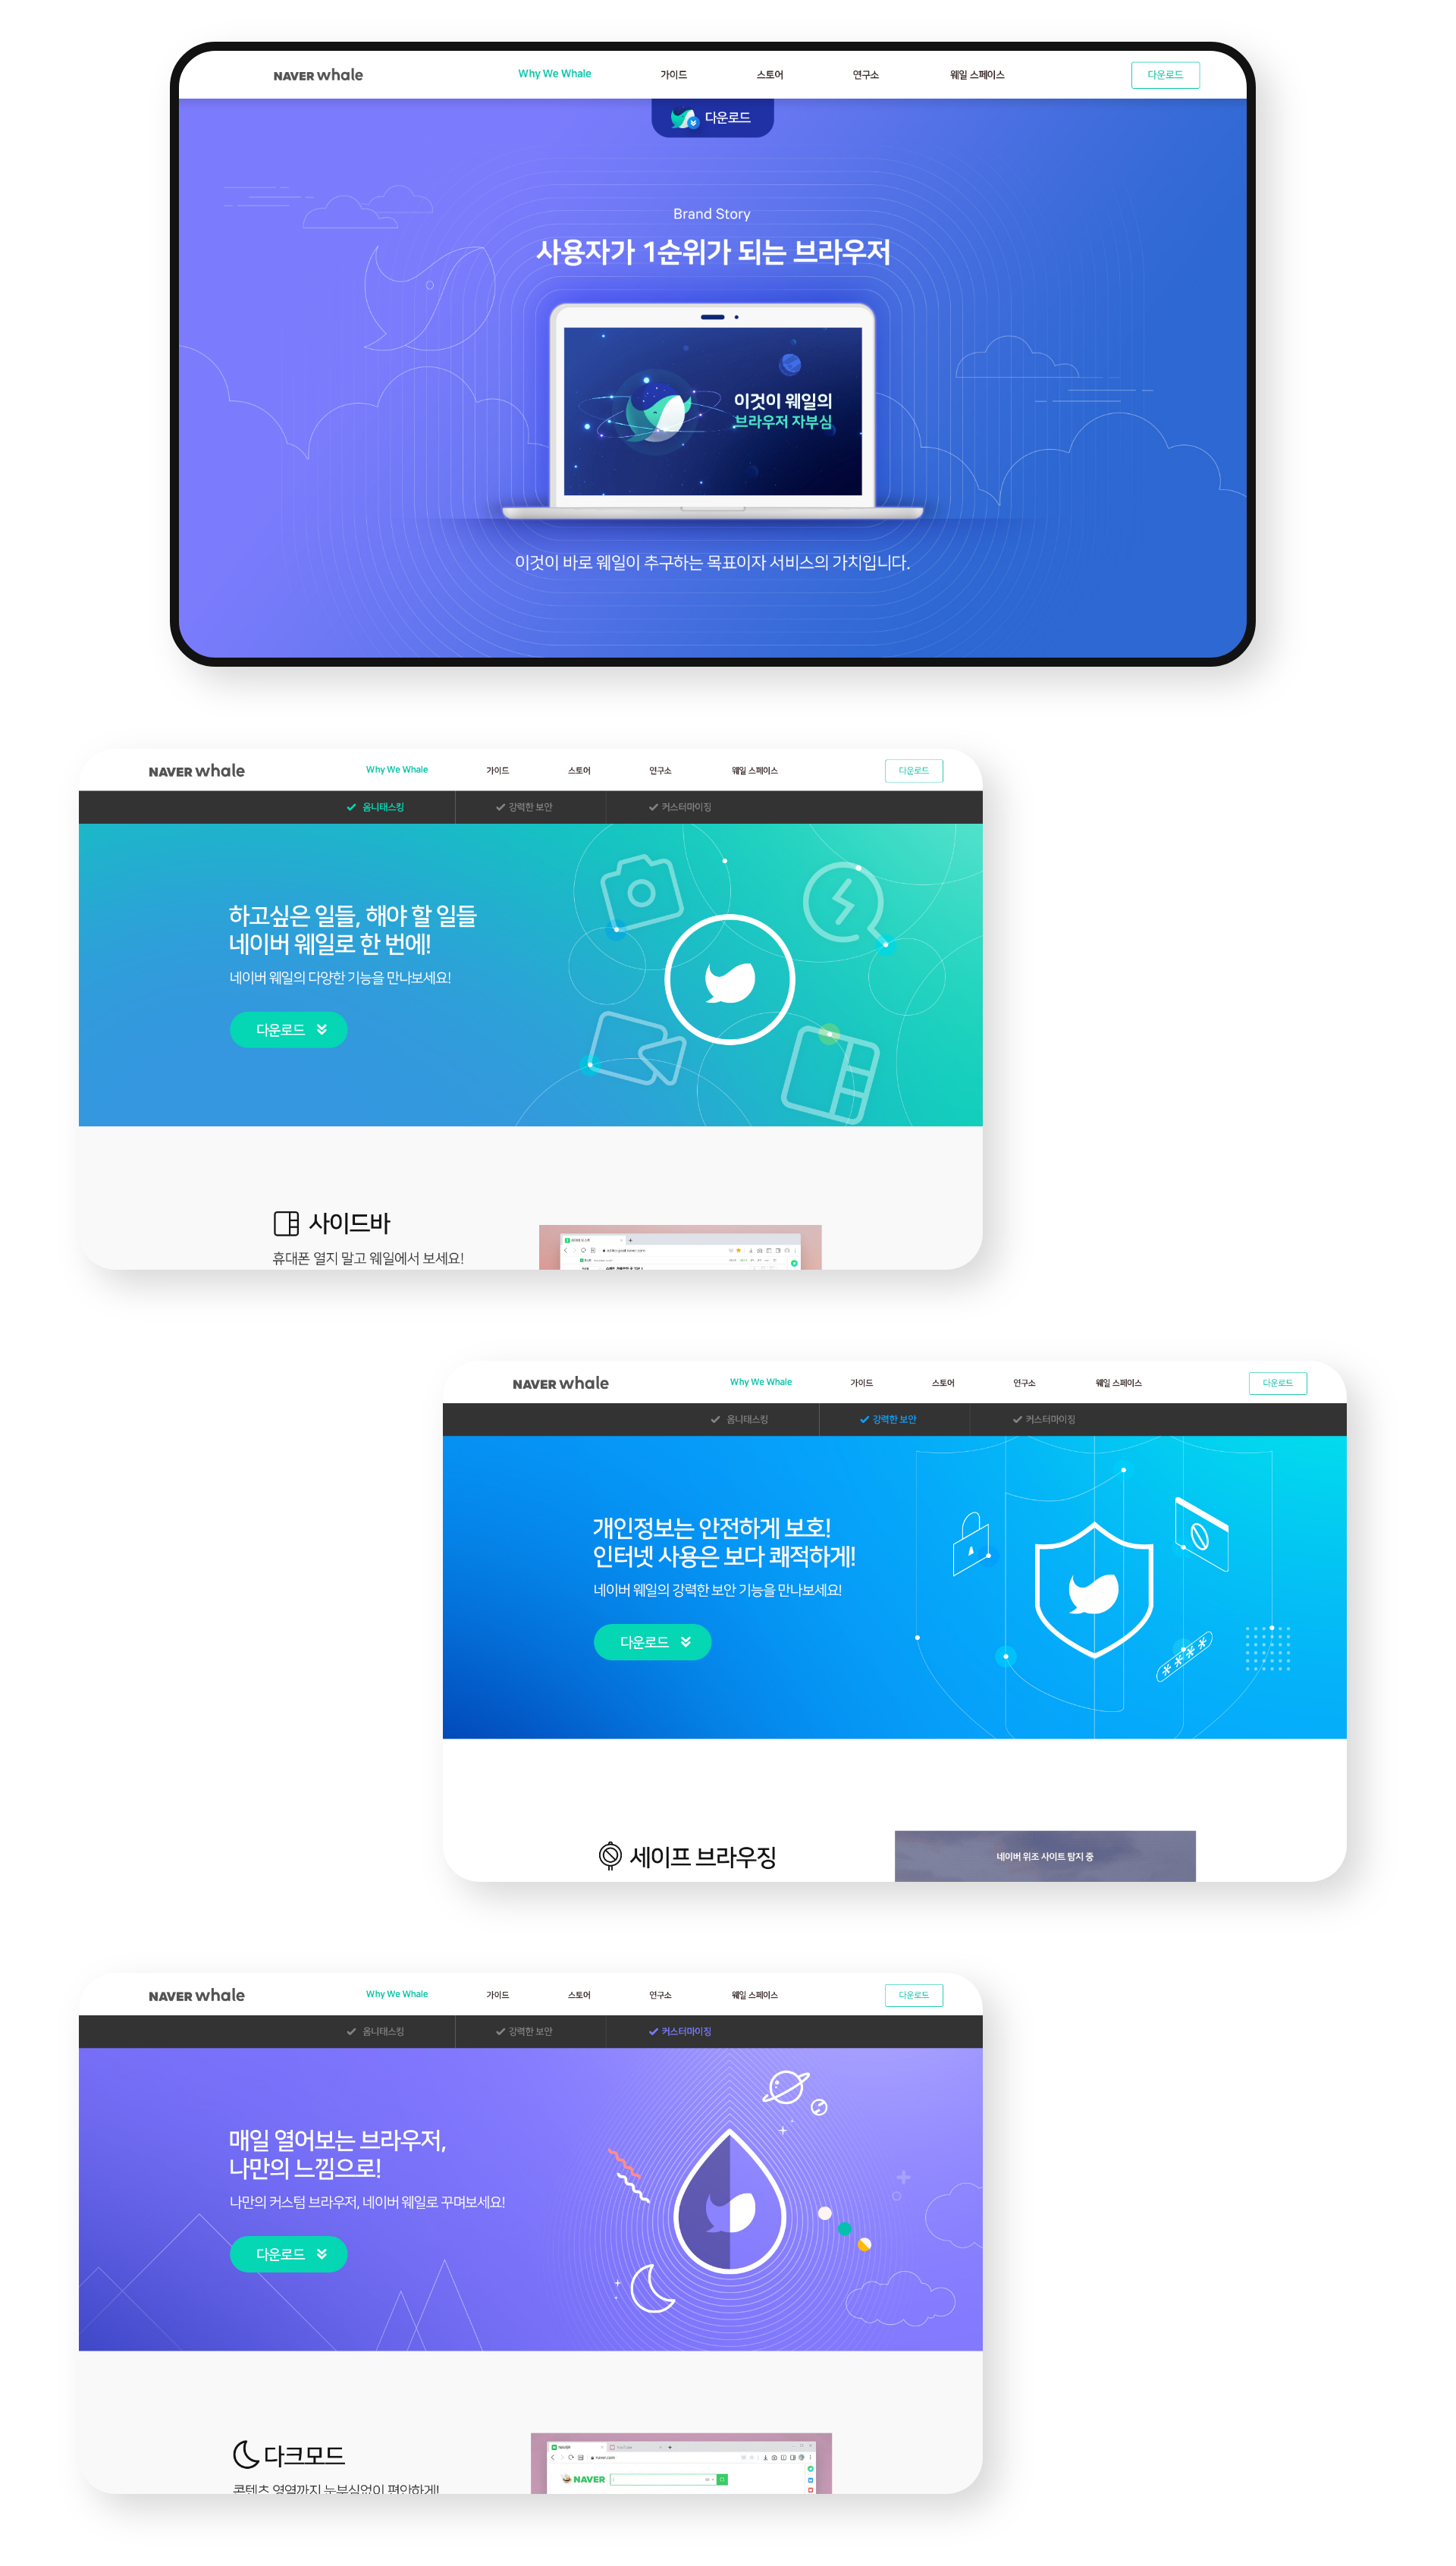 NAVER whale
Why We Whale
가이드
스토어
연구소
웨일 스페이스
다운로드
다운로드
Brand Story
사용자가 1순위가 되는 브라우저
이것이 웨일의
브라우저 자부심
이것이 바로 웨일이 추구하는 목표이자 서비스의 가치입니다.
NAVER whale
Why We Whale
가이드
스토어
연구소
웨일 스페이스
다운로드
옴니태스킹
강력한 보안
커스터마이징
하고싶은 일들, 해야 할 일들
네이버 웨일로 한 번에!
네이버 웨일의 다양한 기능을 만나보세요!
다운로드
사이드바
휴대폰 열지 말고 웨일에서 보세요!
NAVER whale
Why We Whale
가이드
스토어
연구소
웨일 스페이스
다운로드
옴니태스킹
강력한 보안
커스터마이징
개인정보는 안전하게 보호!
인터넷 사용은 보다 쾌적하게!
네이버 웨일의 강력한 보안 기능을 만나보세요!
다운로드
세이프 브라우징
네이버 위조 사이트 탐지 중
NAVER whale
Why We Whale
가이드
스토어
연구소
웨일 스페이스
다운로드
옴니태스킹
강력한 보안
커스터마이징
매일 열어보는 브라우저,
나만의 느낌으로!
나만의 커스텀 브라우저, 네이버 웨일로 꾸며보세요!
다운로드
다크모드
콘텐츠 영역까지 눈부심없이 편안하게!
YouTube
naver.com
NAVER